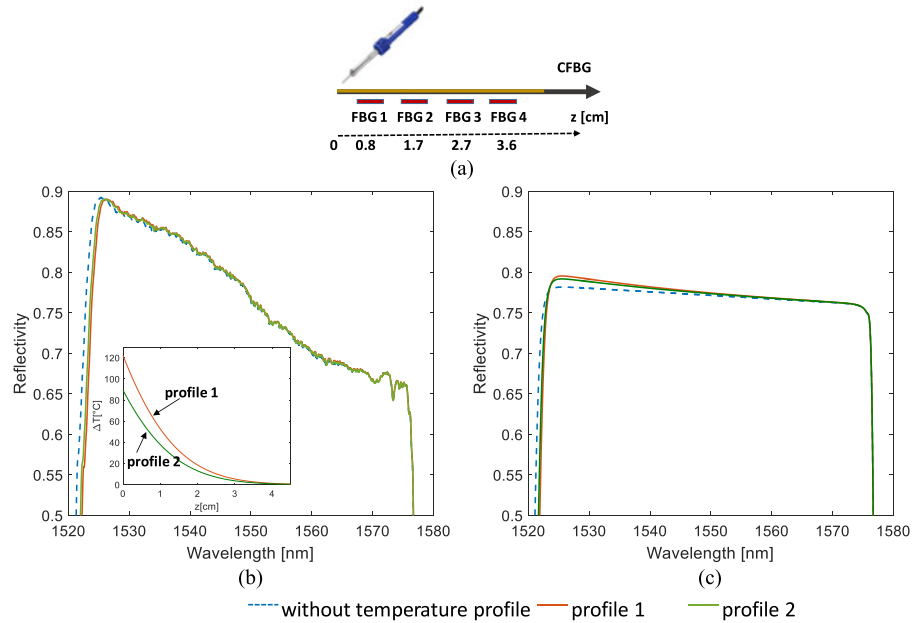 CFBG
FBG 1 FBG 2 FBG 3 FBG 4 z [cm]
0 0.8 1.7 2.7 3.6
(a)
0.9
0.85
0.8
0.75
0.7
0.65
0.6
0.55
0.5
Reflectivity
1520 1530 1540 1550 1560 1570 1580
Wavelength [nm]
120
100
80
60
40
20
0
ΔT[°C]
profile 1
profile 2
0 1 2 3 4
z[cm]
(b)
0.9
0.85
0.8
0.75
0.7
0.65
0.6
0.55
0.5
Reflectivity
1520 1530 1540 1550 1560 1570 1580
Wavelength [nm]
(c)
without temperature profile profile 1 profile 2